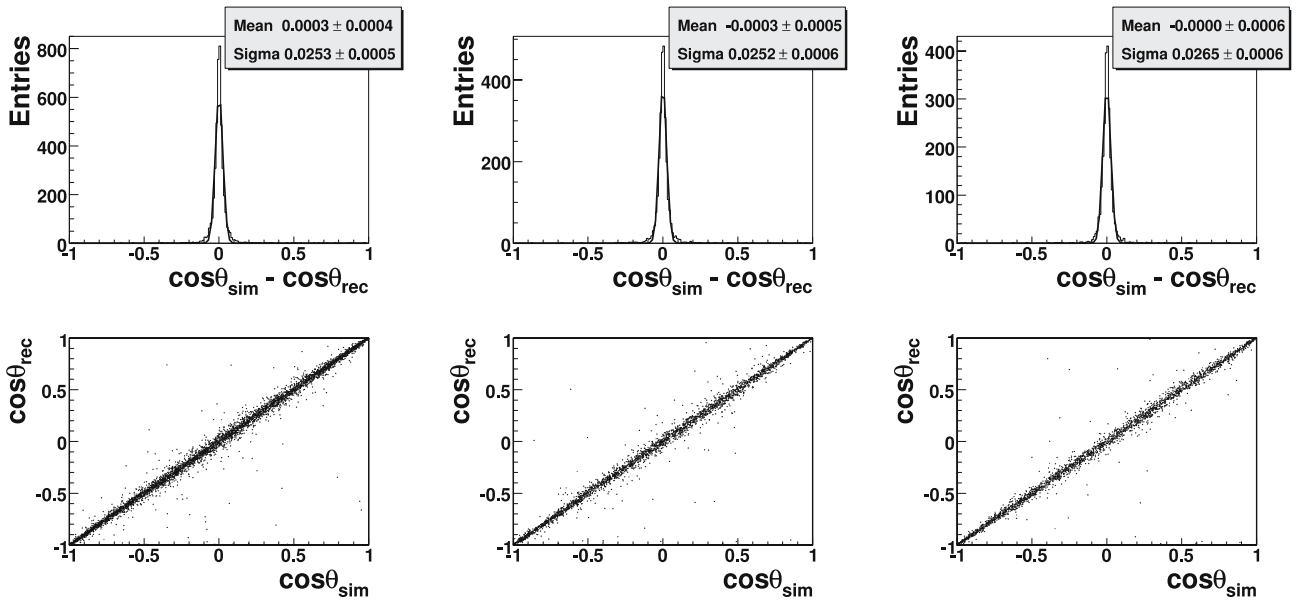 Mean 0.0003 ± 0.0004
Sigma 0.0253 ± 0.0005
Entries
800
600
400
200
0
-1 -0.5 0 0.5 1
cosθsim - cosθrec
Mean -0.0003 ± 0.0005
Sigma 0.0252 ± 0.0006
Entries
400
200
0
-1 -0.5 0 0.5 1
cosθsim - cosθrec
Mean -0.0000 ± 0.0006
Sigma 0.0265 ± 0.0006
Entries
400
300
200
100
0
-1 -0.5 0 0.5 1
cosθsim - cosθrec
cosθrec
1
0.5
0
-0.5
-1
-1 -0.5 0 0.5 1
cosθsim
cosθrec
1
0.5
0
-0.5
-1
-1 -0.5 0 0.5 1
cosθsim
cosθrec
1
0.5
0
-0.5
-1
-1 -0.5 0 0.5 1
cosθsim